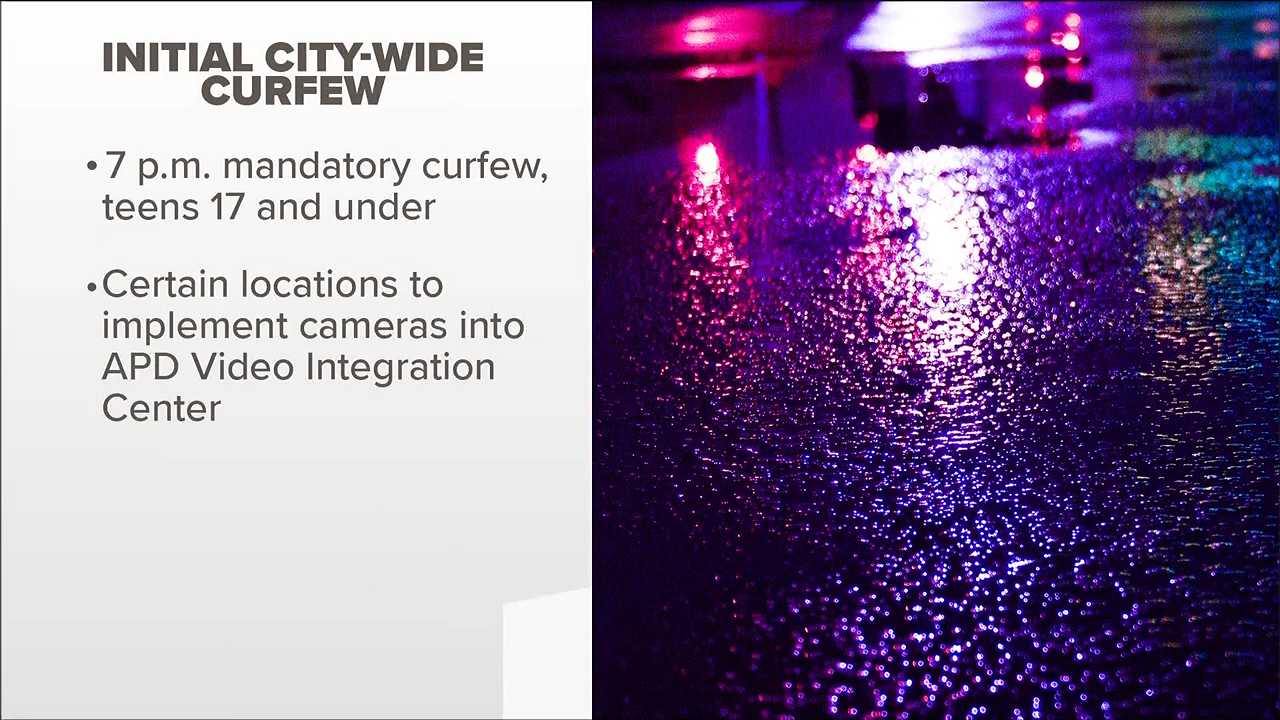 INITIAL CITY-WIDE
CURFEW
• 7 p.m. mandatory curfew,
teens 17 and under
• Certain locations to
implement cameras into
APD Video Integration
Center